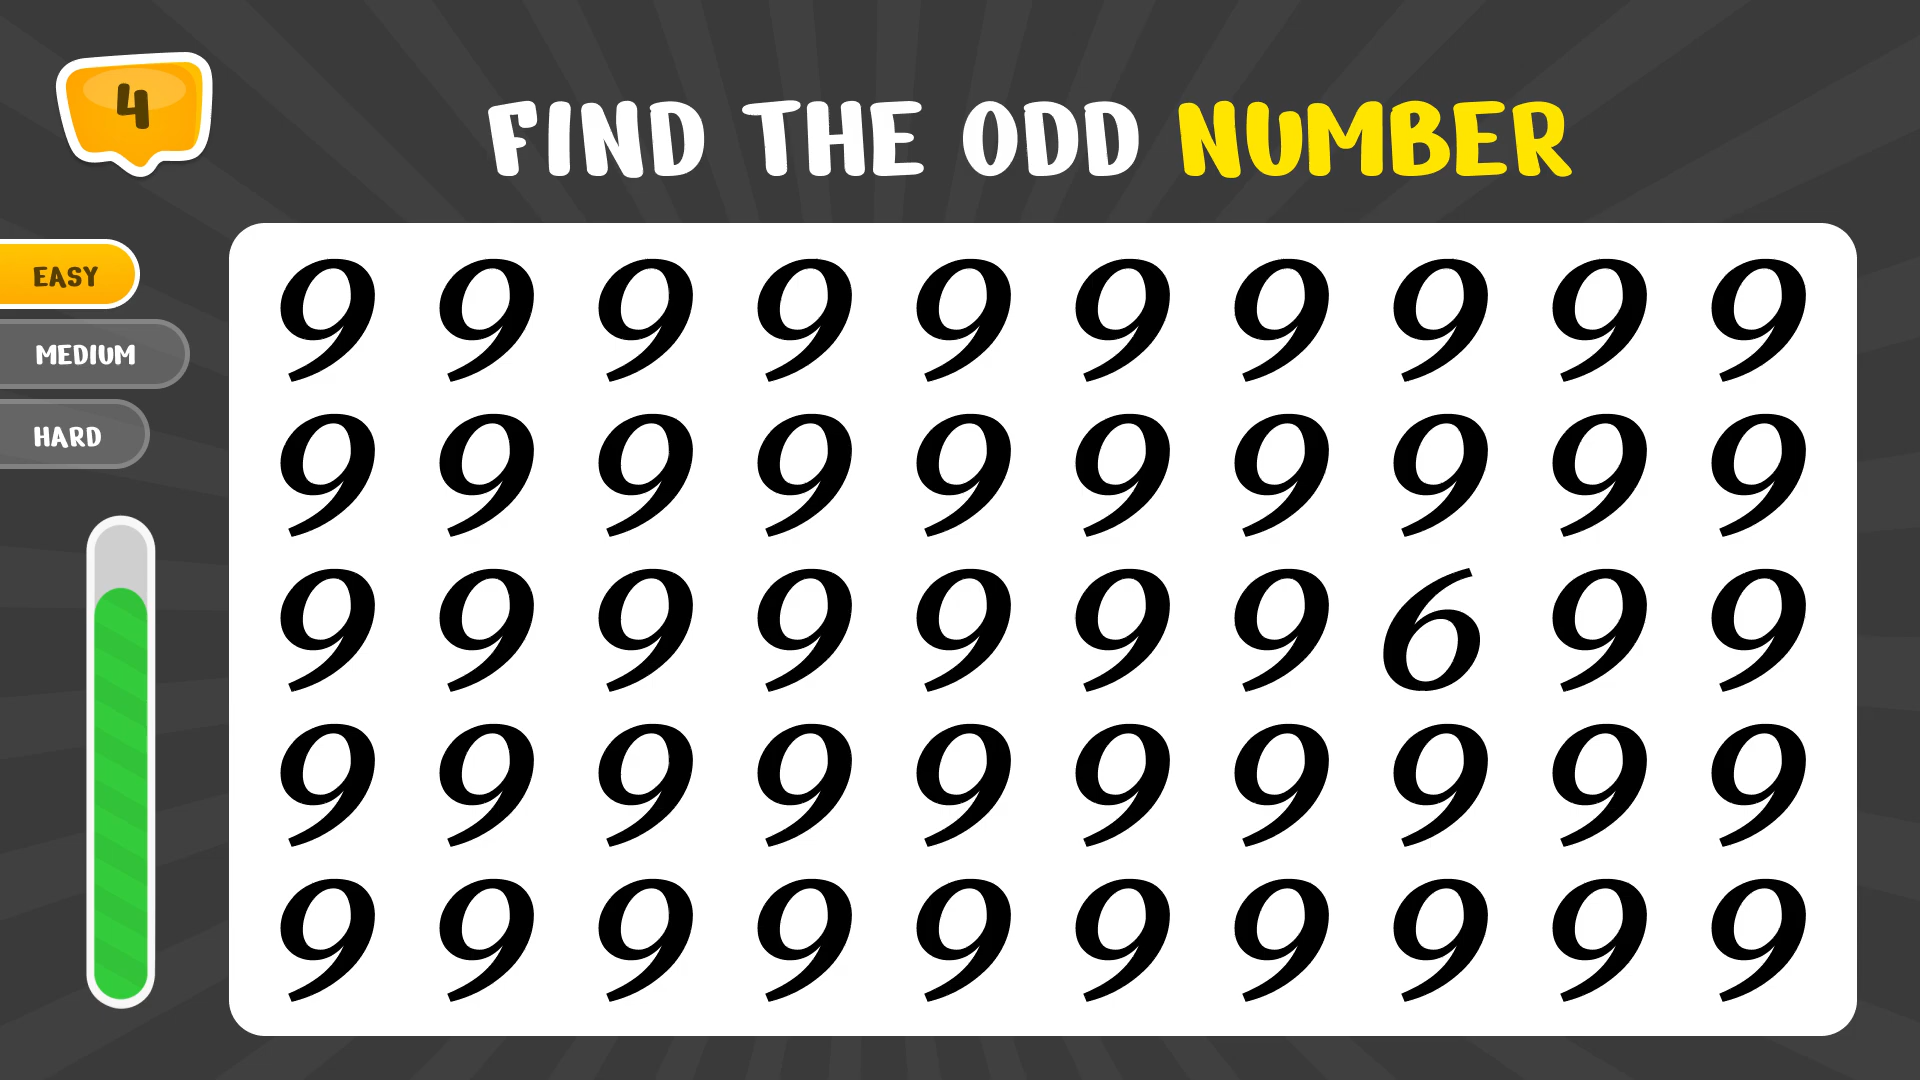 4
FIND THE ODD NUMBER
EASY
MEDIUM
HARD
9 9 9 9 9 9 9 9 9 9
9 9 9 9 9 9 9 9 9 9
9 9 9 9 9 9 9 6 9 9
9 9 9 9 9 9 9 9 9 9
9 9 9 9 9 9 9 9 9 9